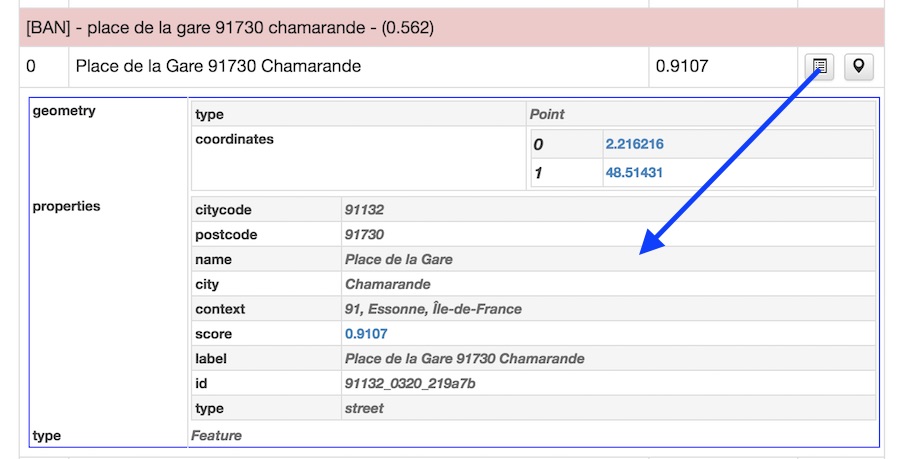 [BAN] - place de la gare 91730 chamarande - (0.562)
0 Place de la Gare 91730 Chamarande 0.9107
geometry type Point
coordinates 0 2.216216
1 48.51431
properties citycode 91132
postcode 91730
name Place de la Gare
city Chamarande
context 91, Essonne, Île-de-France
score 0.9107
label Place de la Gare 91730 Chamarande
id 91132_0320_219a7b
type street
type Feature